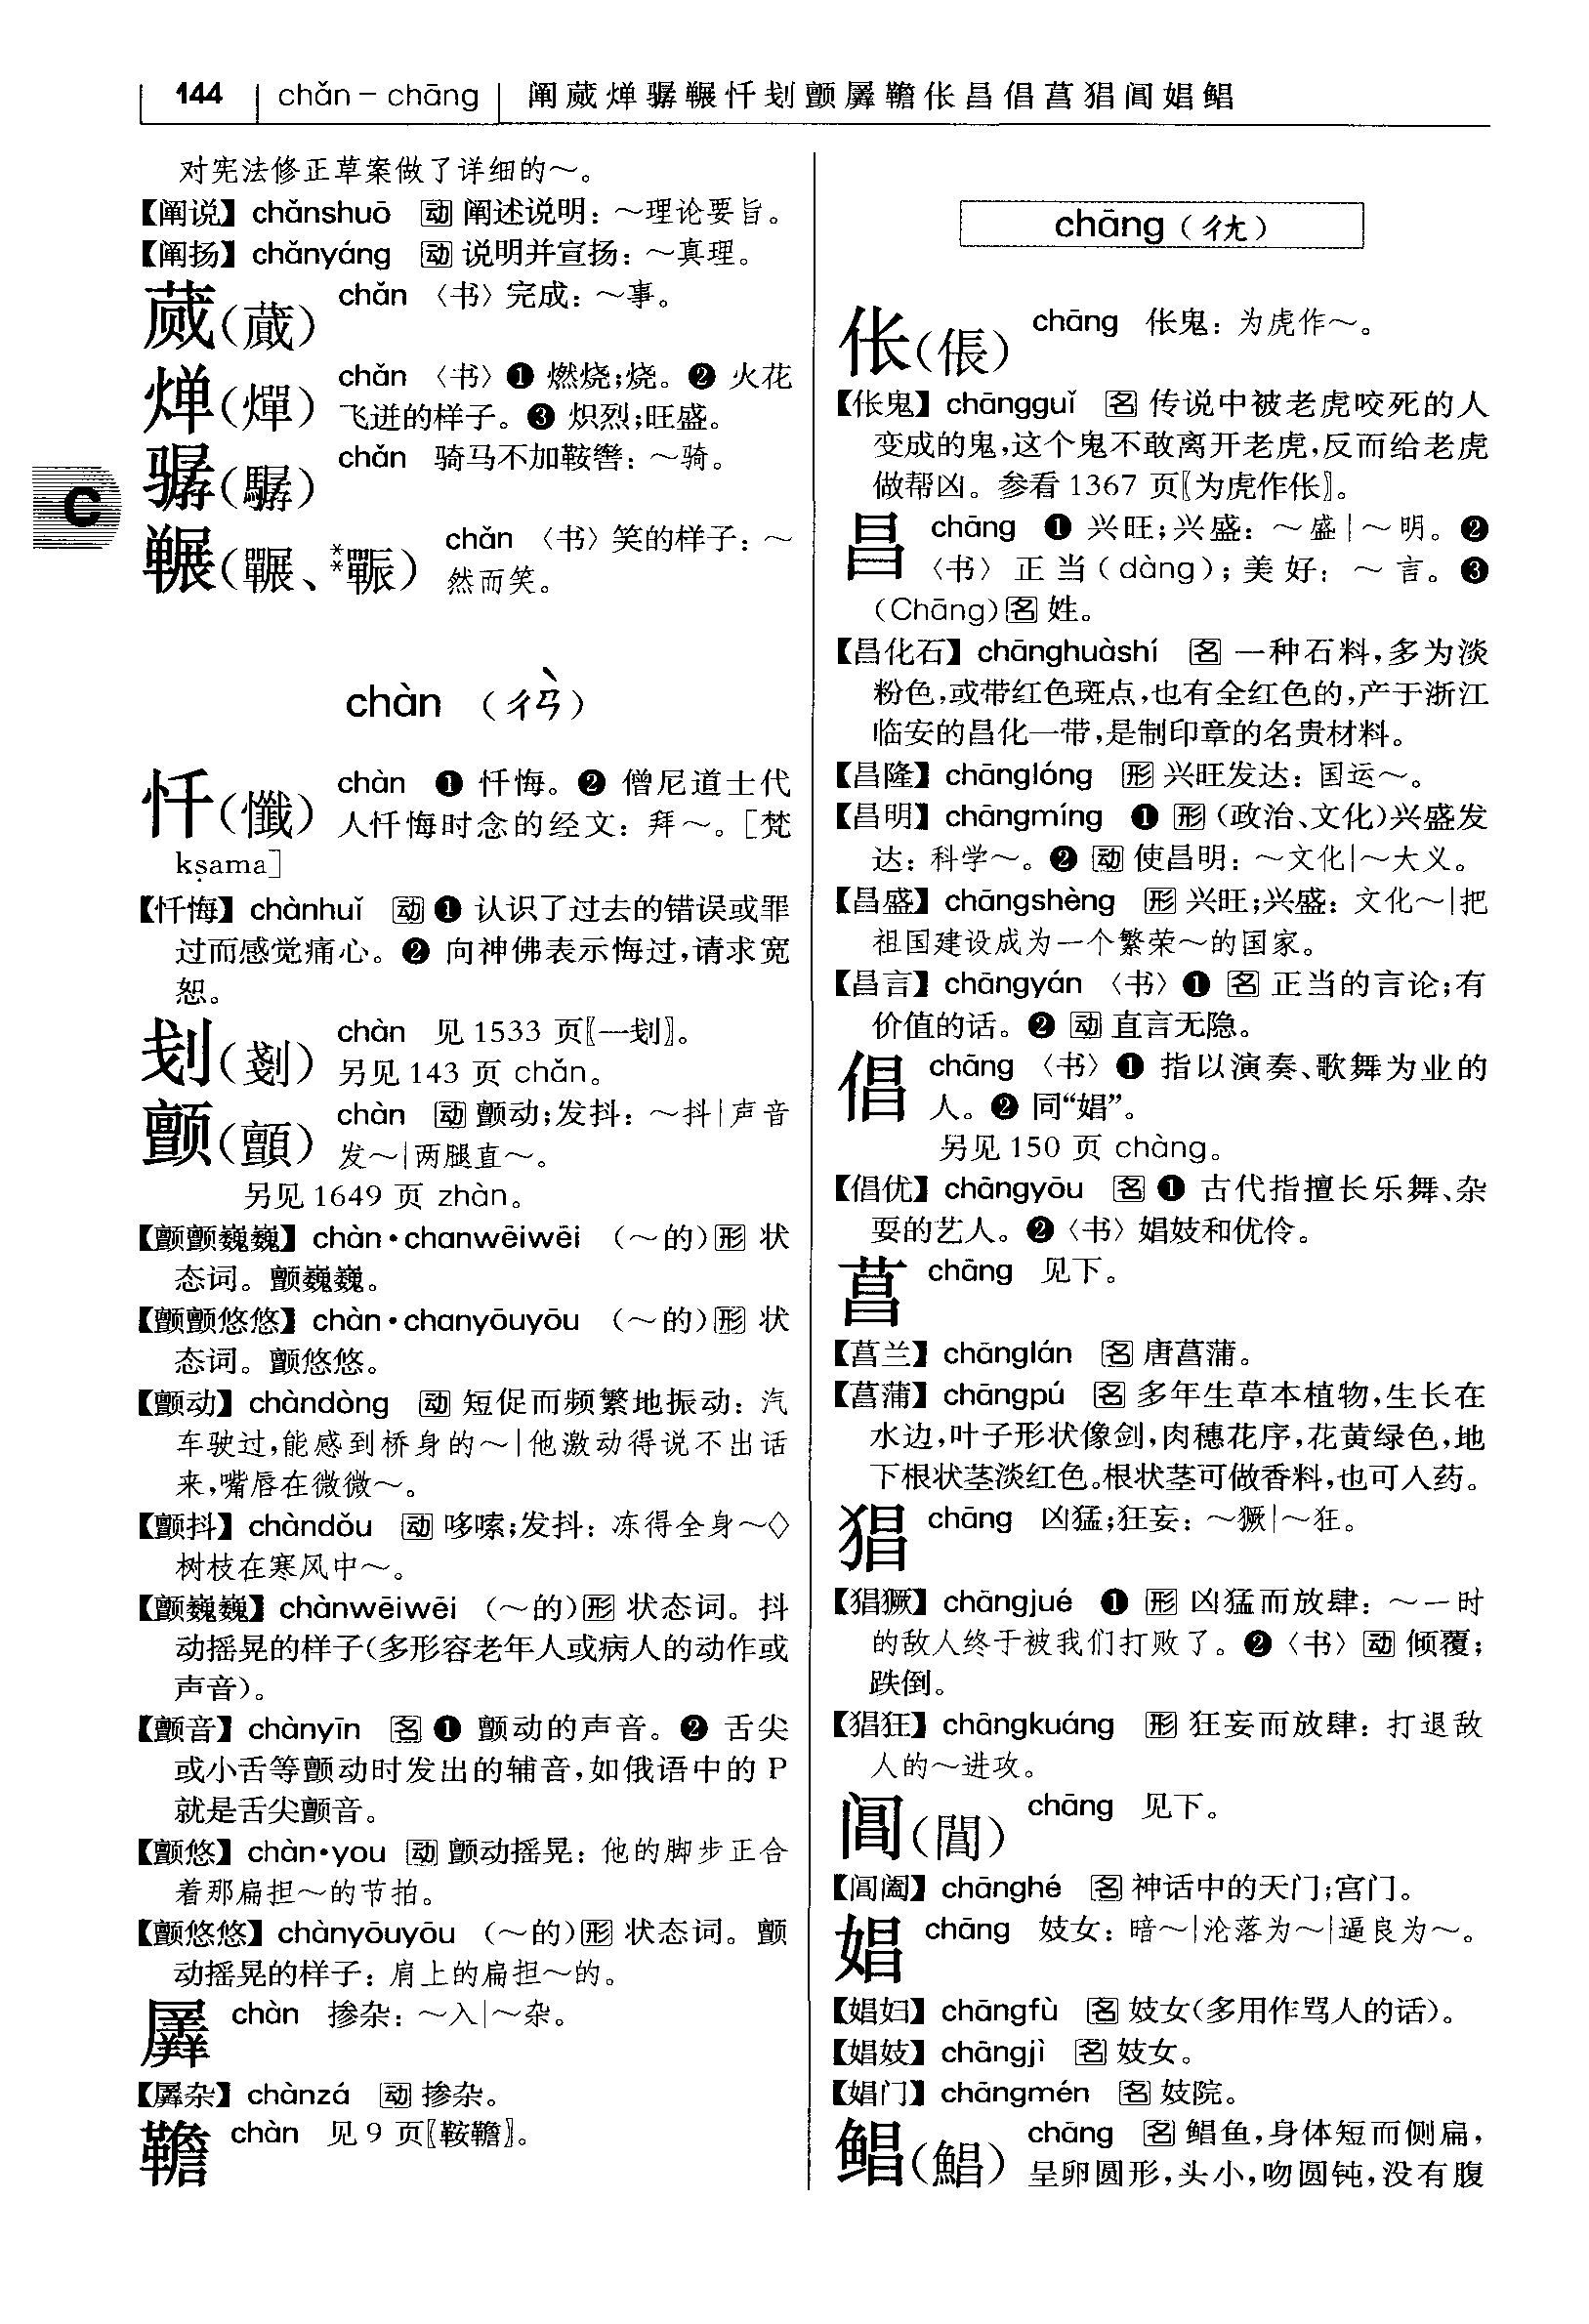 144 chǎn－chāng 阐蒇𬊤骣冁忏刬颤羼韂伥昌倡菖猖阊娼鲳
对宪法修正草案做了详细的～。
【阐说】chǎnshuō 动 阐述说明：～理论要旨。
【阐扬】chǎnyáng 动 说明并宣扬：～真理。
蒇(蕆) chǎn 〈书〉完成：～事。
𬊤(燀) chǎn 〈书〉❶ 燃烧;烧。❷ 火花
飞迸的样子。❸ 炽烈;旺盛。
骣(驏) chǎn 骑马不加鞍辔：～骑。
冁(囅、**辴) chǎn 〈书〉笑的样子：～
然而笑。
C
chàn （ㄔㄢˋ）
忏(懺) chàn ❶ 忏悔。❷ 僧尼道士代
人忏悔时念的经文：拜～。［梵
kṣama］
【忏悔】chànhuǐ 动 ❶ 认识了过去的错误或罪
过而感觉痛心。❷ 向神佛表示悔过,请求宽
恕。
刬(剗) chàn 见 1533 页〖一刬〗。
另见 143 页 chǎn。
颤(顫) chàn 动 颤动;发抖：～抖|声音
发～|两腿直～。
另见 1649 页 zhàn。
【颤颤巍巍】chàn·chanwēiwēi （～的）形 状
态词。颤巍巍。
【颤颤悠悠】chàn·chanyōuyōu （～的）形 状
态词。颤悠悠。
【颤动】chàndòng 动 短促而频繁地振动：汽
车驶过,能感到桥身的～|他激动得说不出话
来,嘴唇在微微～。
【颤抖】chàndǒu 动 哆嗦;发抖：冻得全身～◇
树枝在寒风中～。
【颤巍巍】chànwēiwēi （～的）形 状态词。抖
动摇晃的样子(多形容老年人或病人的动作或
声音)。
【颤音】chànyīn 名 ❶ 颤动的声音。❷ 舌尖
或小舌等颤动时发出的辅音,如俄语中的 P
就是舌尖颤音。
【颤悠】chàn·you 动 颤动摇晃：他的脚步正合
着那扁担～的节拍。
【颤悠悠】chànyōuyōu （～的）形 状态词。颤
动摇晃的样子：肩上的扁担～的。
羼 chàn 掺杂：～入|～杂。
【羼杂】chànzá 动 掺杂。
韂 chàn 见 9 页〖鞍韂〗。
chāng（ㄔㄤ）
伥(倀) chāng 伥鬼：为虎作～。
【伥鬼】chāngguǐ 名 传说中被老虎咬死的人
变成的鬼,这个鬼不敢离开老虎,反而给老虎
做帮凶。参看 1367 页〖为虎作伥〗。
昌 chāng ❶ 兴旺;兴盛：～盛|～明。❷
〈书〉正当(dàng);美好：～言。❸
(Chāng)名 姓。
【昌化石】chānghuàshí 名 一种石料,多为淡
粉色,或带红色斑点,也有全红色的,产于浙江
临安的昌化一带,是制印章的名贵材料。
【昌隆】chānglóng 形 兴旺发达：国运～。
【昌明】chāngmíng ❶ 形(政治、文化)兴盛发
达：科学～。❷ 动 使昌明：～文化|～大义。
【昌盛】chāngshèng 形 兴旺;兴盛：文化～|把
祖国建设成为一个繁荣～的国家。
【昌言】chāngyán 〈书〉❶ 名 正当的言论;有
价值的话。❷ 动 直言无隐。
倡 chāng 〈书〉❶ 指以演奏、歌舞为业的
人。❷ 同“娼”。
另见 150 页 chàng。
【倡优】chāngyōu 名 ❶ 古代指擅长乐舞、杂
耍的艺人。❷〈书〉娼妓和优伶。
菖 chāng 见下。
【菖兰】chānglán 名 唐菖蒲。
【菖蒲】chāngpú 名 多年生草本植物,生长在
水边,叶子形状像剑,肉穗花序,花黄绿色,地
下根状茎淡红色。根状茎可做香料,也可入药。
猖 chāng 凶猛;狂妄：～獗|～狂。
【猖獗】chāngjué ❶ 形 凶猛而放肆：～一时
的敌人终于被我们打败了。❷〈书〉动 倾覆;
跌倒。
【猖狂】chāngkuáng 形 狂妄而放肆：打退敌
人的～进攻。
阊(閶) chāng 见下。
【阊阖】chānghé 名 神话中的天门;宫门。
娼 chāng 妓女：暗～|沦落为～|逼良为～。
【娼妇】chāngfù 名 妓女(多用作骂人的话)。
【娼妓】chāngjì 名 妓女。
【娼门】chāngmén 名 妓院。
鲳(鯧) chāng 名 鲳鱼,身体短而侧扁,
呈卵圆形,头小,吻圆钝,没有腹